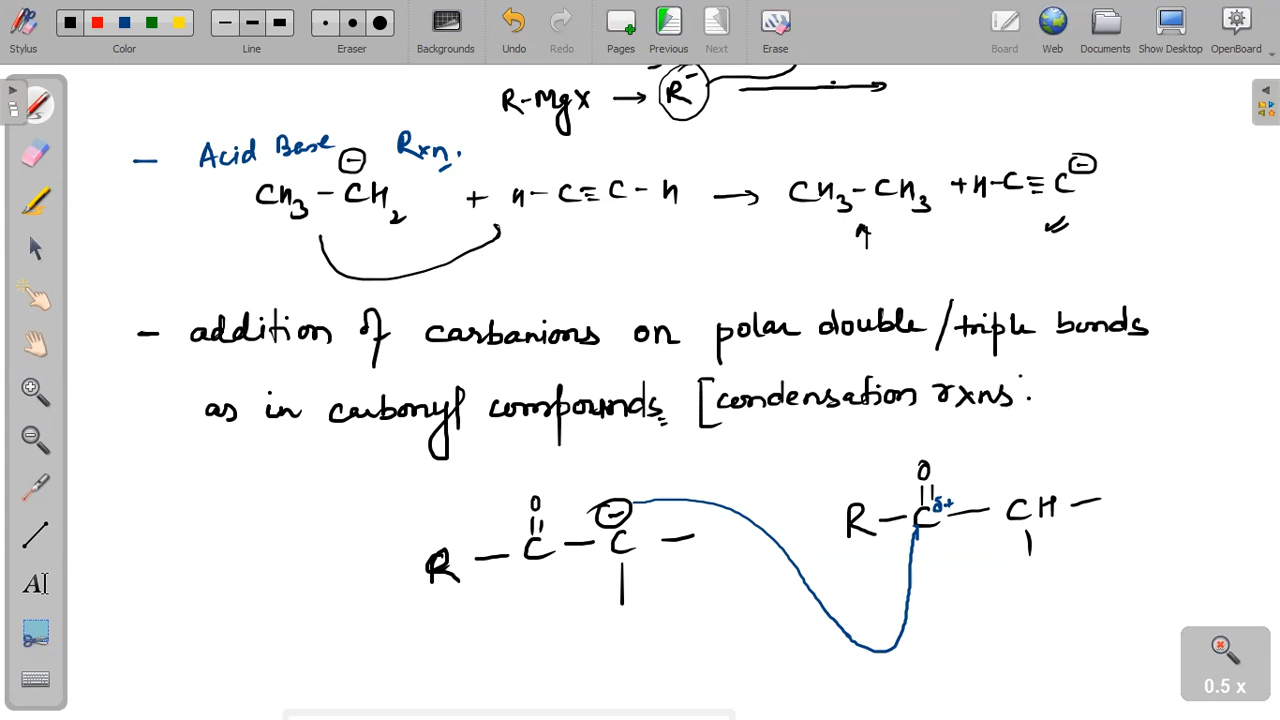 Stylus Color Line Eraser Backgrounds Undo Redo Pages Previous Next Erase Board Web Documents Show Desktop OpenBoard
R-MgX → R⁻
- Acid Base Rxn.
CH₃ - CH₂⊖ + H-C≡C-H → CH₃-CH₃ + H-C≡C⊖
- addition of carbanions on polar double/triple bonds
as in carbonyl compounds [condensation rxns.
O
||
R - C - C⊖ -
|
O
||
R - Cδ+ - CH -
|
0.5 x